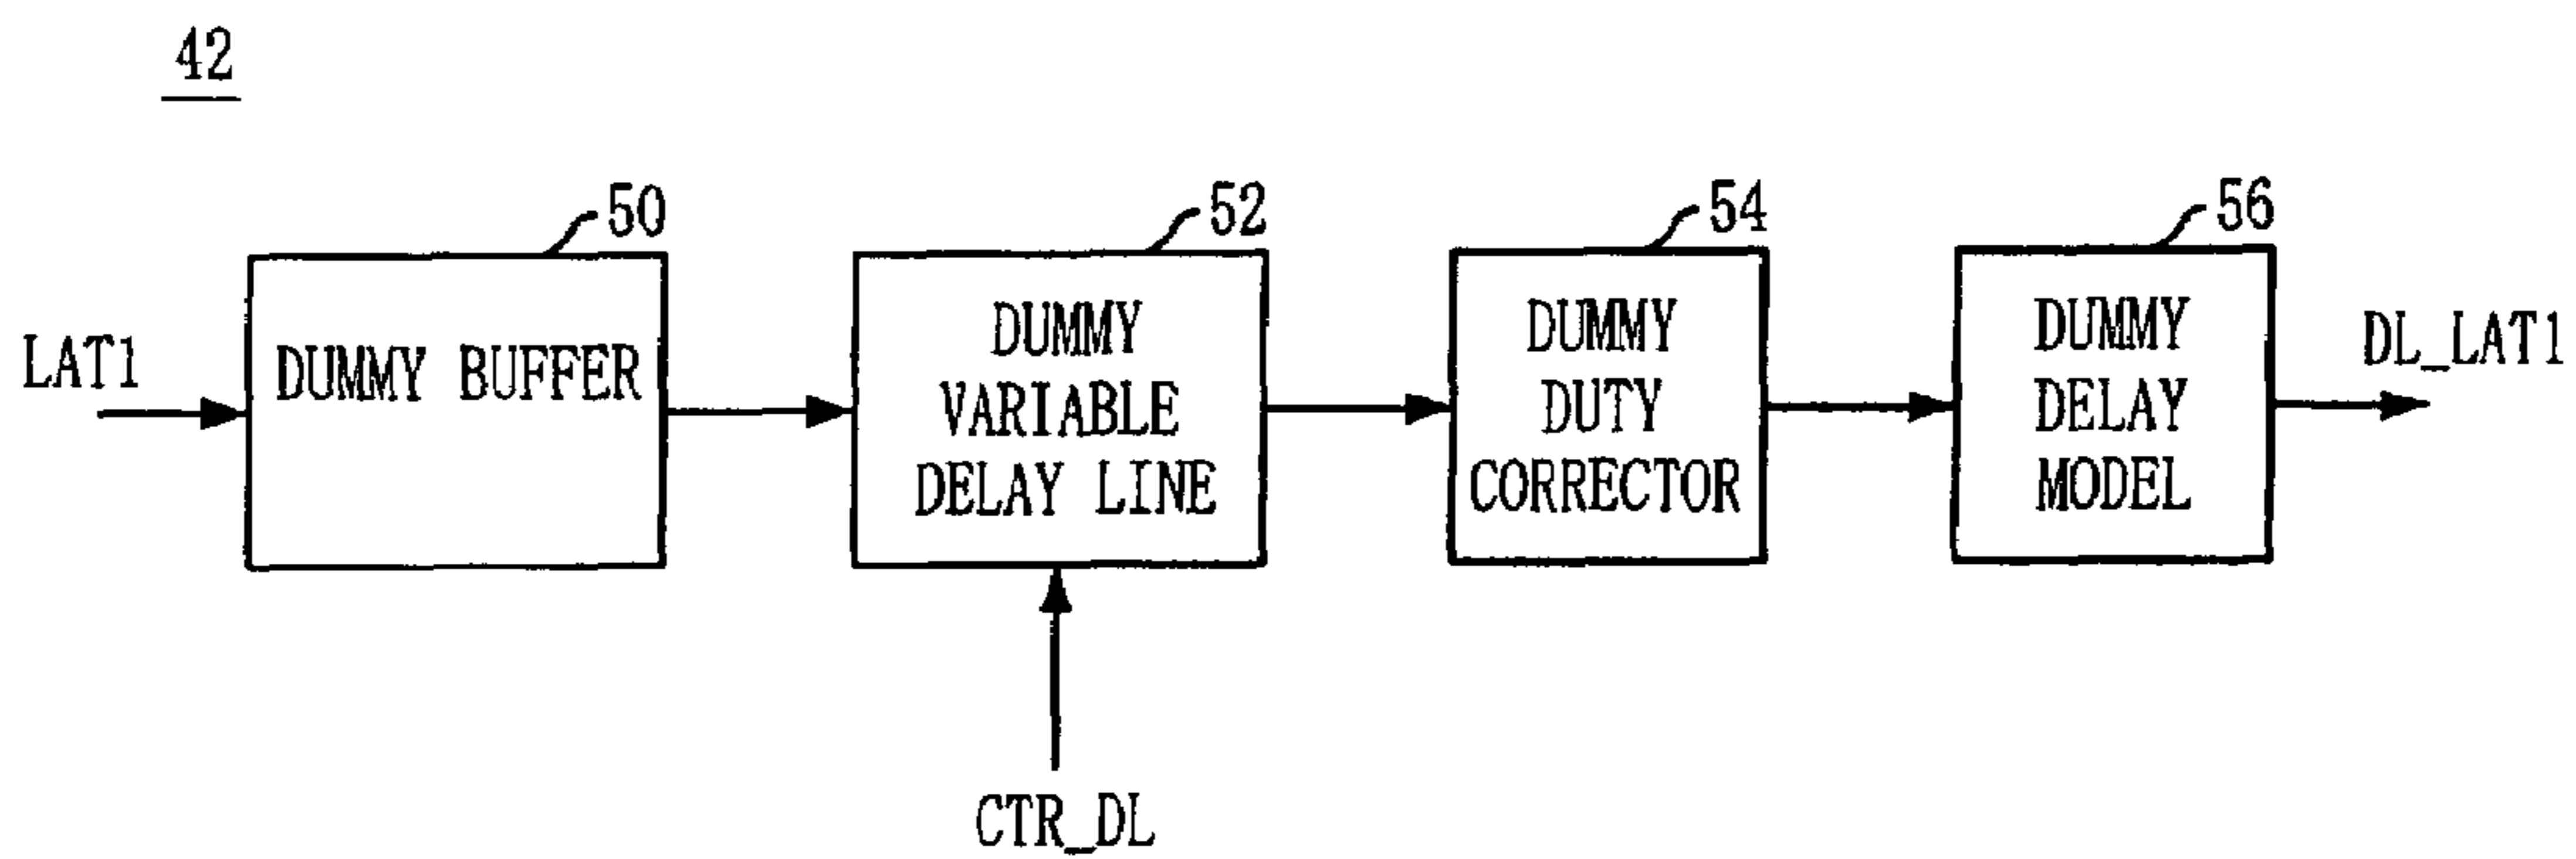 42
50
52
54
56
LAT1
DUMMY BUFFER
DUMMY
VARIABLE
DELAY LINE
DUMMY
DUTY
CORRECTOR
DUMMY
DELAY
MODEL
DL_LAT1
CTR_DL